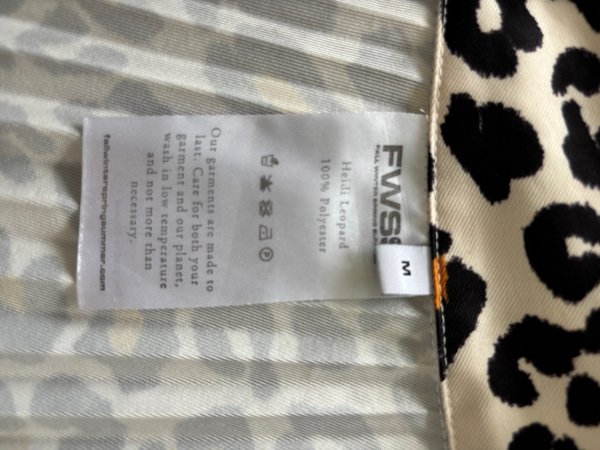 FWSS
FALL WINTER SPRING SUMMER
M
Heidi Leopard
100% Polyester
Our garments are made to
last. Care for both your
garment and our planet,
wash in low temperature
and not more than
necessary.
fallwinterspringsummer.com